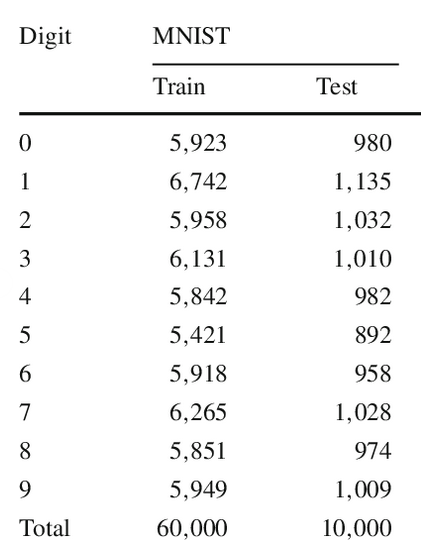 Digit MNIST
Train Test
0 5,923 980
1 6,742 1,135
2 5,958 1,032
3 6,131 1,010
4 5,842 982
5 5,421 892
6 5,918 958
7 6,265 1,028
8 5,851 974
9 5,949 1,009
Total 60,000 10,000